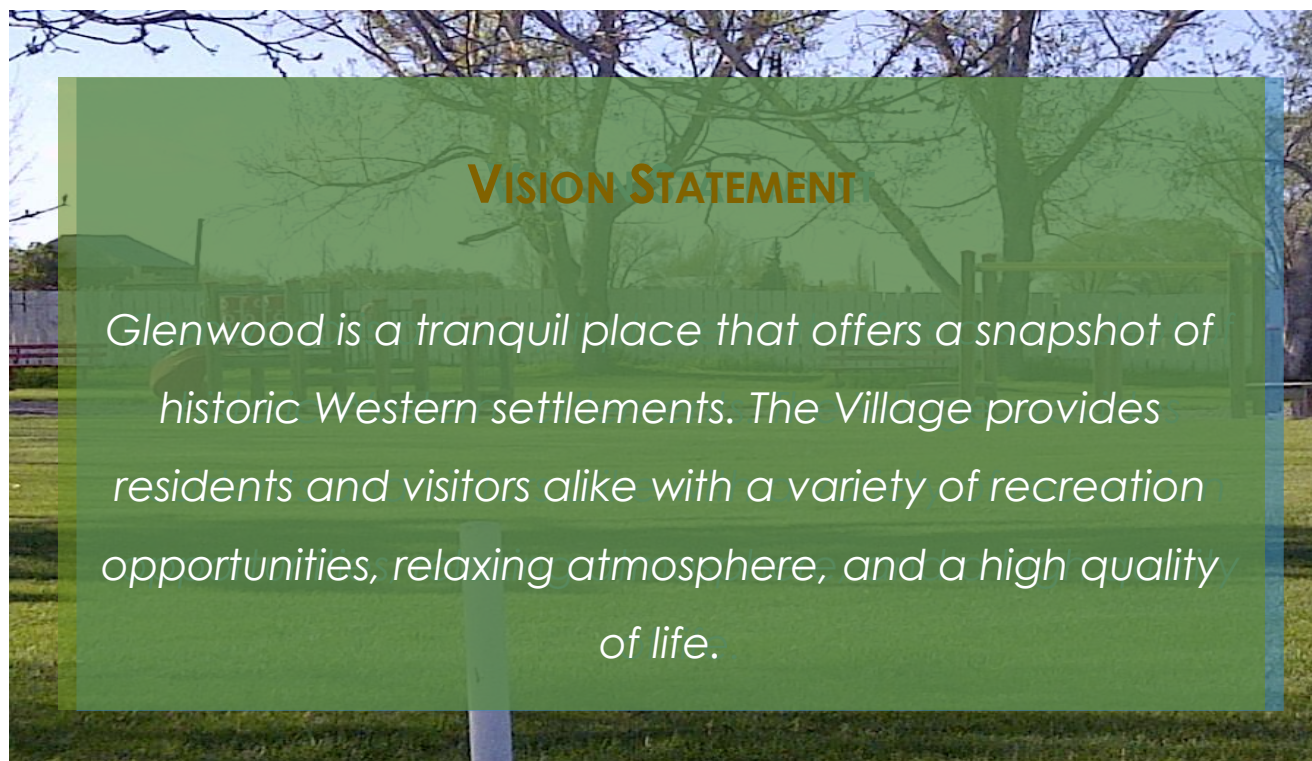 VISION STATEMENT
Glenwood is a tranquil place that offers a snapshot of
historic Western settlements. The Village provides
residents and visitors alike with a variety of recreation
opportunities, relaxing atmosphere, and a high quality
of life.